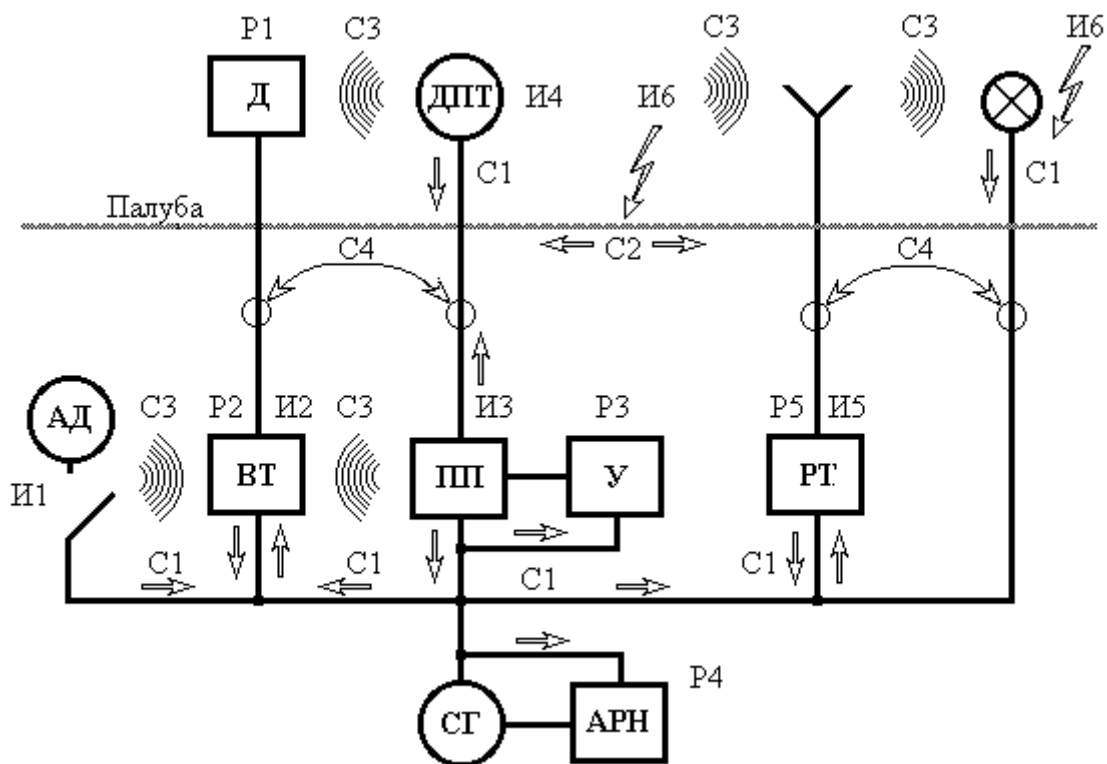 Р1 С3 С3 С3 И6
Д ДПТ И4 И6
С1 С1
Палуба
С4 С2 С4
АД С3 Р2 И2 С3 И3 Р3 Р5 И5
И1 ВТ ПП У РТ
С1 С1 С1 С1
Р4
СГ АРН